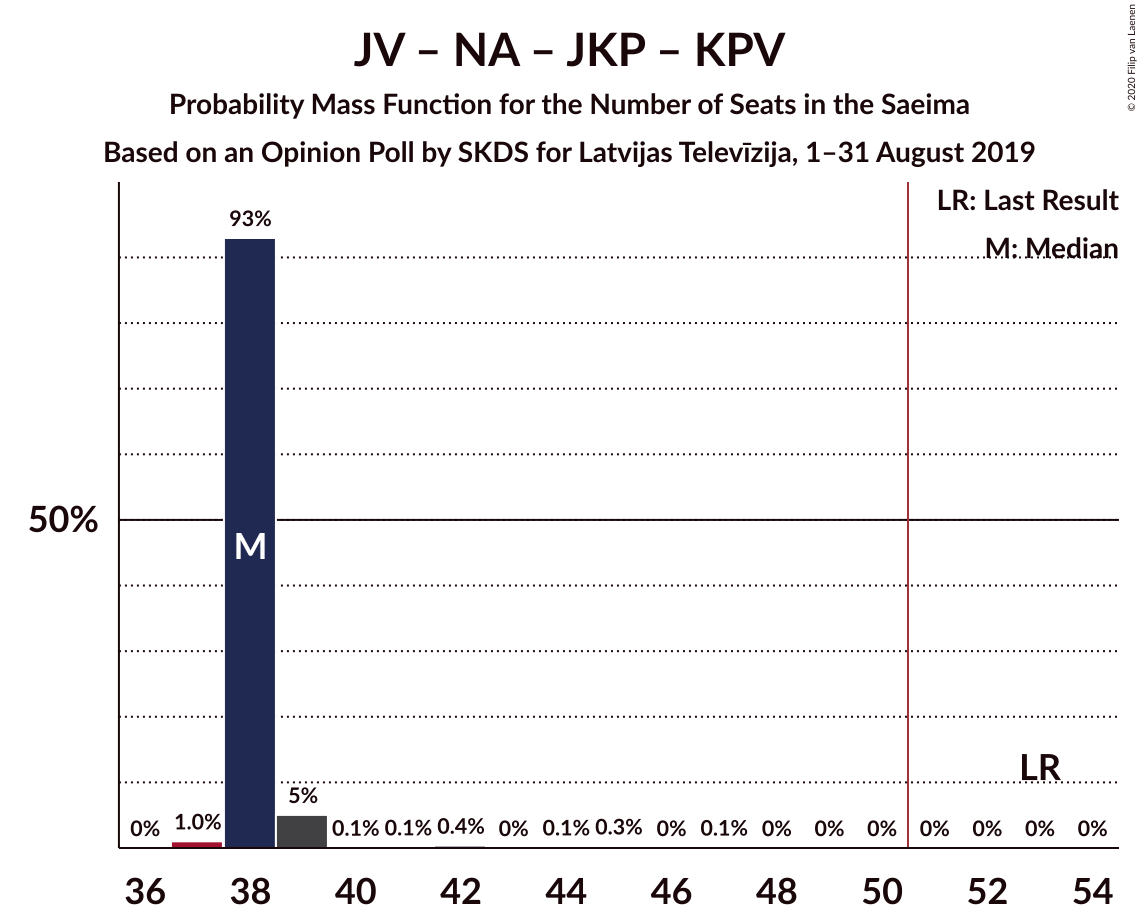 JV – NA – JKP – KPV
Probability Mass Function for the Number of Seats in the Saeima
Based on an Opinion Poll by SKDS for Latvijas Televīzija, 1–31 August 2019
© 2020 Filip van Laenen
LR: Last Result
M: Median
93%
50%
M
LR
0% 1.0% 5% 0.1% 0.1% 0.4% 0% 0.1% 0.3% 0% 0.1% 0% 0% 0% 0% 0% 0% 0%
36 38 40 42 44 46 48 50 52 54